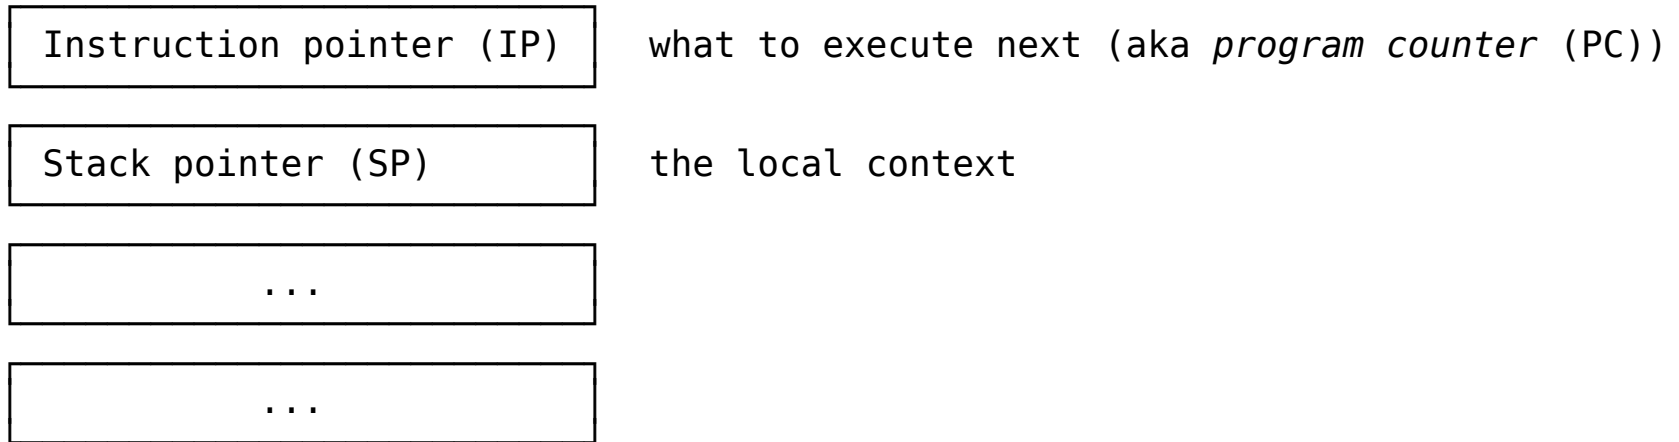 Instruction pointer (IP) what to execute next (aka program counter (PC))
Stack pointer (SP) the local context
...
...